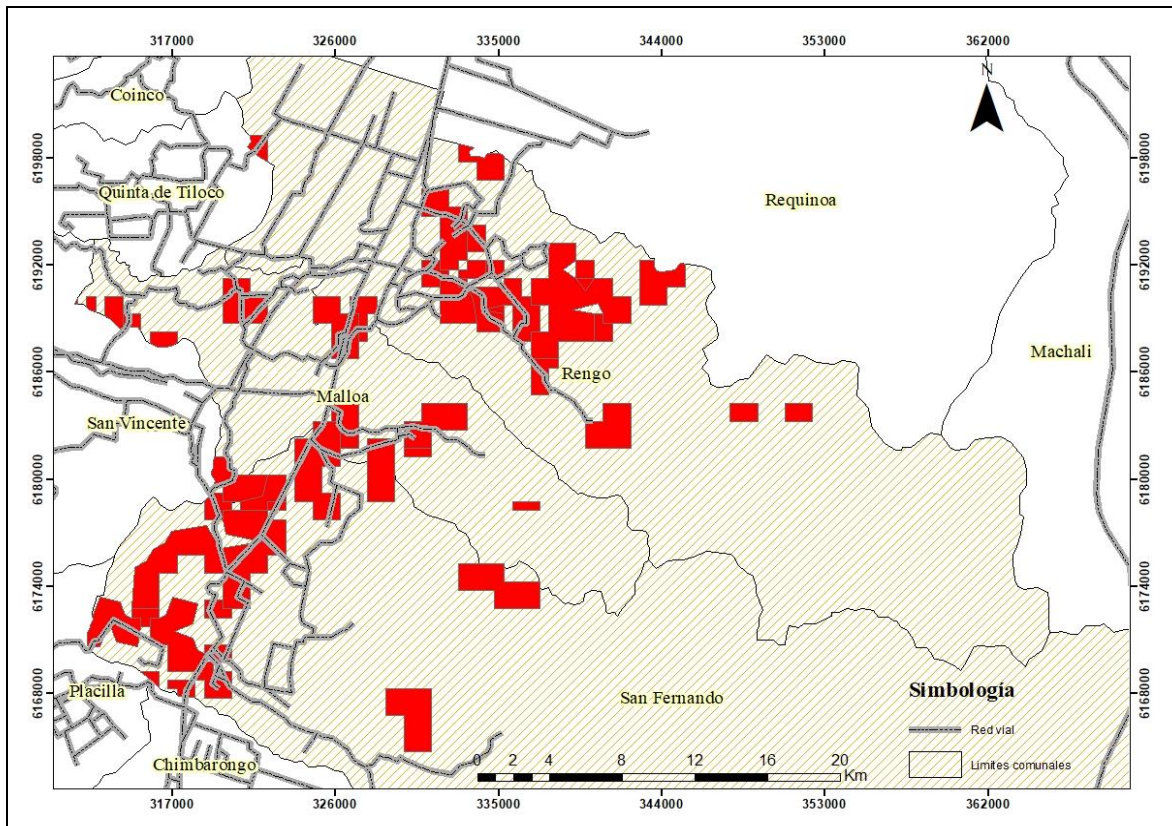 317000 326000 335000 344000 353000 362000
N
Coinco
6198000 6198000
Quinta de Tiloco
Requinoa
6192000 6192000
Machali
6186000 6186000
Rengo
Malloa
San Vincente
6180000 6180000
6174000 6174000
Placilla
San Fernando
Simbología
6168000 6168000
Red vial
Chimbarongo
Limites comunales
0 2 4 8 12 16 20
Km
317000 326000 335000 344000 353000 362000